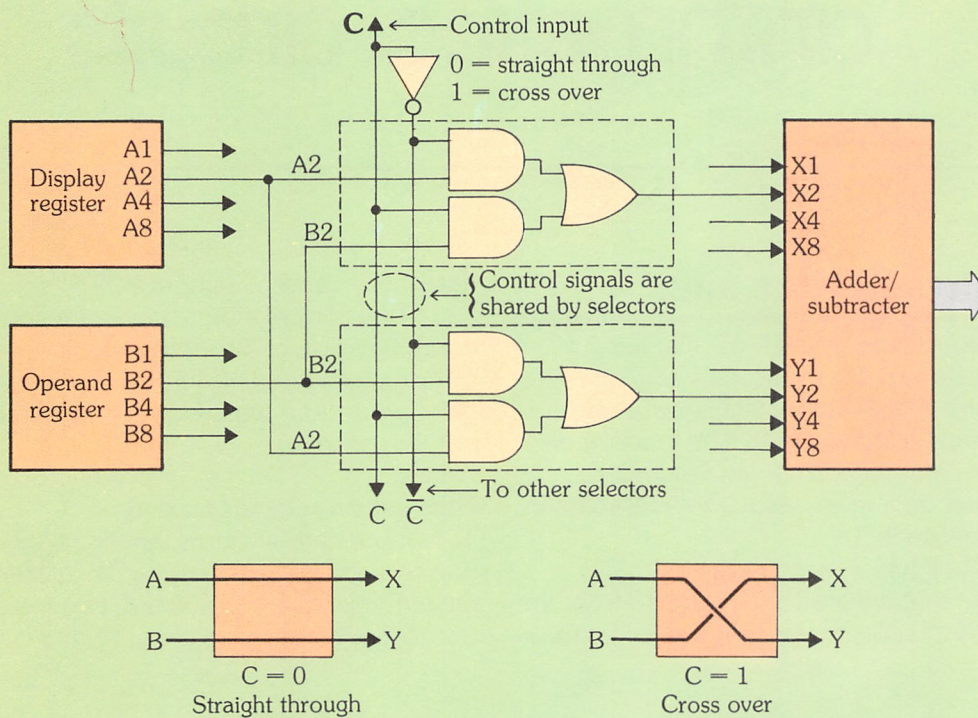 C
Control input
0 = straight through
1 = cross over
Display
register
A1
A2
A4
A8
A2
B2
Control signals are
shared by selectors
X1
X2
X4
X8
Adder/
subtracter
Operand
register
B1
B2
B4
B8
B2
A2
Y1
Y2
Y4
Y8
To other selectors
C
C̅
A
X
B
Y
C = 0
Straight through
A
X
B
Y
C = 1
Cross over